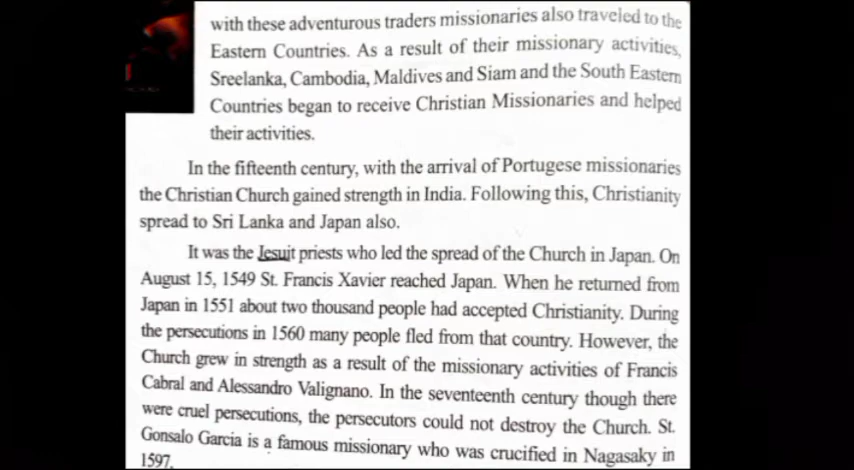 with these adventurous traders missionaries also traveled to the
Eastern Countries. As a result of their missionary activities,
Sreelanka, Cambodia, Maldives and Siam and the South Eastern
Countries began to receive Christian Missionaries and helped
their activities.
In the fifteenth century, with the arrival of Portugese missionaries
the Christian Church gained strength in India. Following this, Christianity
spread to Sri Lanka and Japan also.
It was the Jesuit priests who led the spread of the Church in Japan. On
August 15, 1549 St. Francis Xavier reached Japan. When he returned from
Japan in 1551 about two thousand people had accepted Christianity. During
the persecutions in 1560 many people fled from that country. However, the
Church grew in strength as a result of the missionary activities of Francis
Cabral and Alessandro Valignano. In the seventeenth century though there
were cruel persecutions, the persecutors could not destroy the Church. St.
Gonsalo Garcia is a famous missionary who was crucified in Nagasaky in
1597.